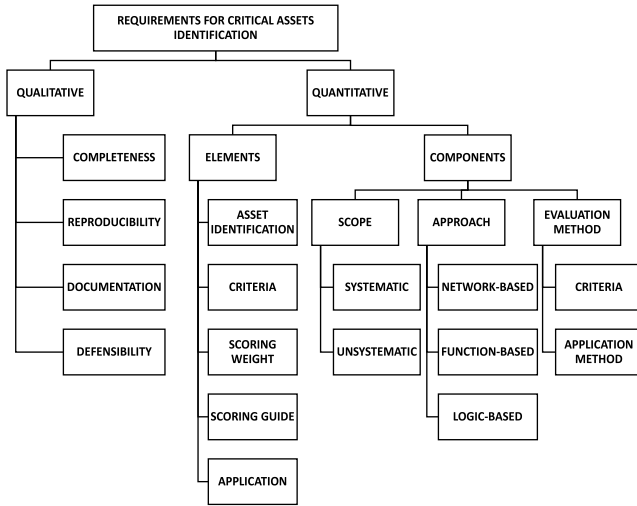 REQUIREMENTS FOR CRITICAL ASSETS
IDENTIFICATION
QUALITATIVE
QUANTITATIVE
COMPLETENESS
REPRODUCIBILITY
DOCUMENTATION
DEFENSIBILITY
ELEMENTS
COMPONENTS
ASSET
IDENTIFICATION
CRITERIA
SCORING
WEIGHT
SCORING GUIDE
APPLICATION
SCOPE
APPROACH
EVALUATION
METHOD
SYSTEMATIC
UNSYSTEMATIC
NETWORK-BASED
FUNCTION-BASED
LOGIC-BASED
CRITERIA
APPLICATION
METHOD